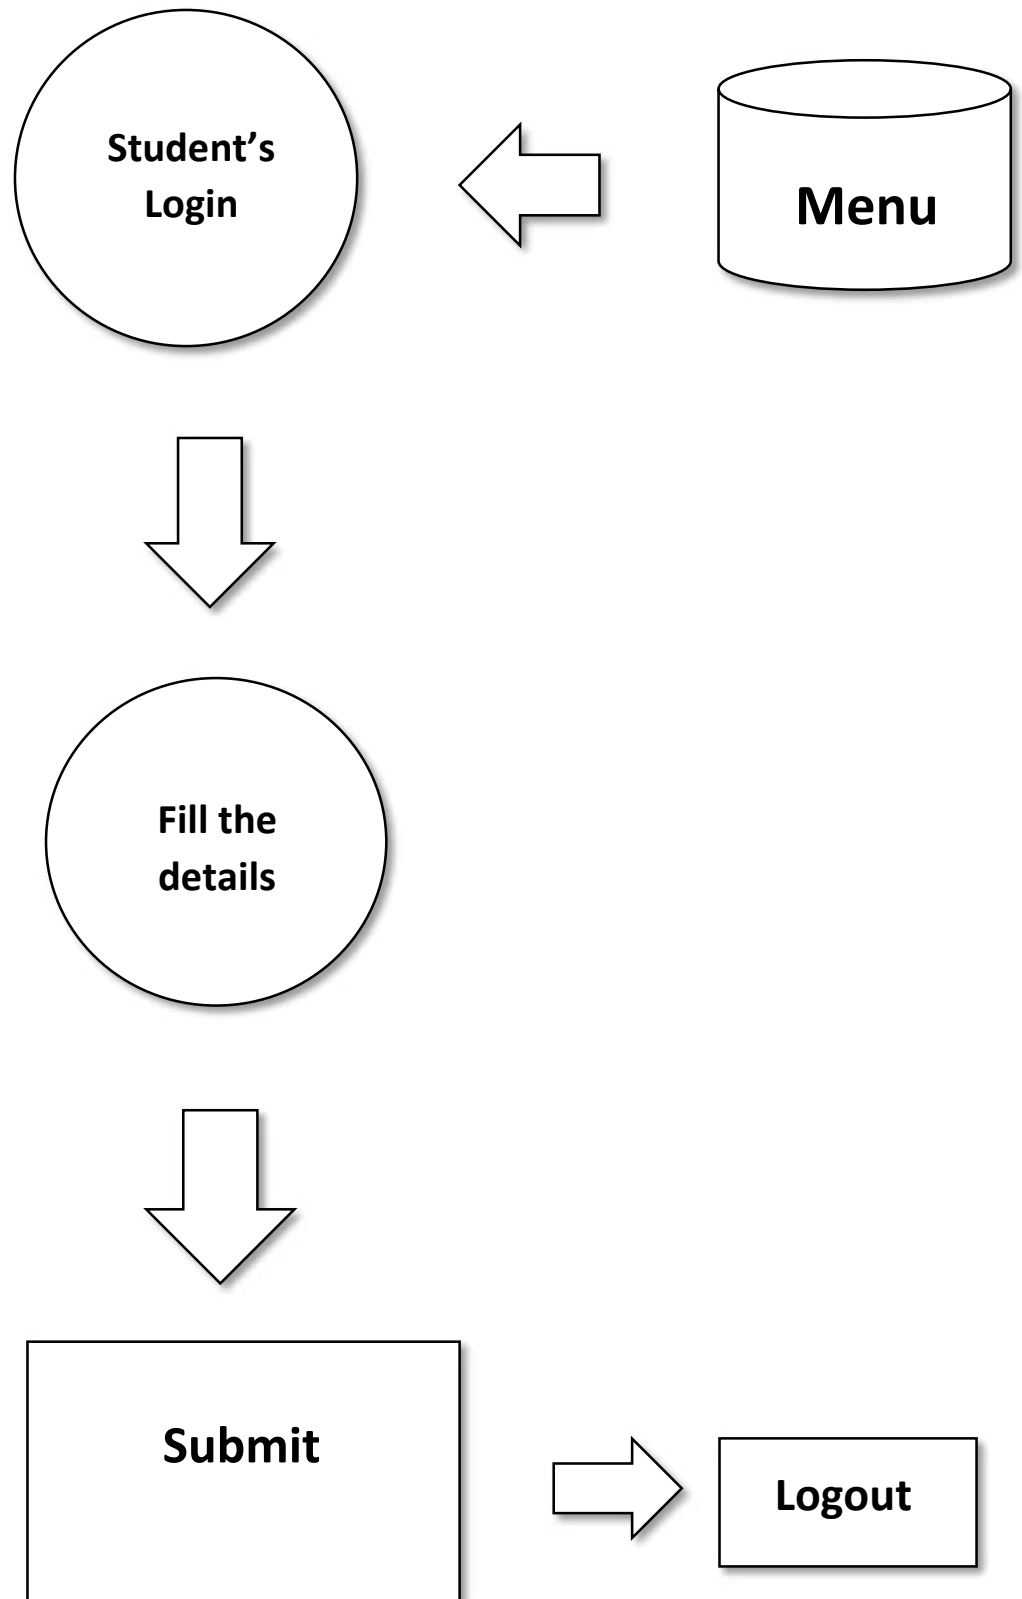 Student’s
Login
Menu
Fill the
details
Submit
Logout